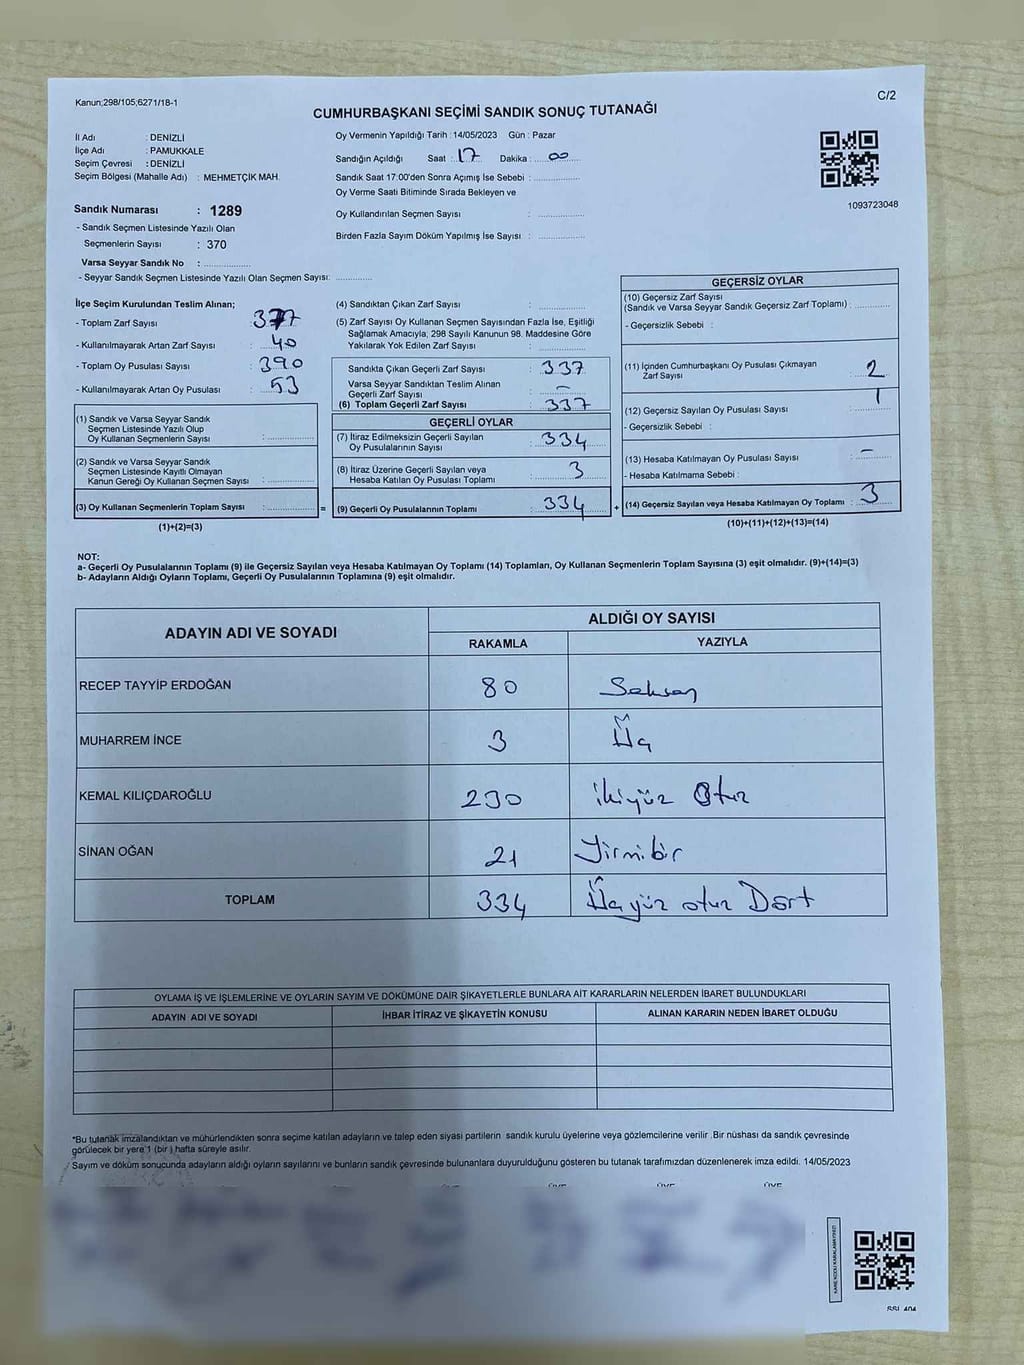 Kanun;298/105;6271/18-1
C/2
CUMHURBAŞKANI SEÇİMİ SANDIK SONUÇ TUTANAĞI
İl Adı : DENİZLİ
İlçe Adı : PAMUKKALE
Seçim Çevresi : DENİZLİ
Seçim Bölgesi (Mahalle Adı) : MEHMETÇİK MAH.
Sandık Numarası : 1289
- Sandık Seçmen Listesinde Yazılı Olan
Seçmenlerin Sayısı : 370
Varsa Seyyar Sandık No : ..............
- Seyyar Sandık Seçmen Listesinde Yazılı Olan Seçmen Sayısı: ............
Oy Vermenin Yapıldığı Tarih : 14/05/2023 Gün : Pazar
Sandığın Açıldığı Saat : 17 Dakika : 00
Sandık Saat 17:00'den Sonra Açımış İse Sebebi : ..............
Oy Verme Saati Bitiminde Sırada Bekleyen ve
Oy Kullandırılan Seçmen Sayısı : ..............
Birden Fazla Sayım Döküm Yapılmış İse Sayısı : ..............
1093723048
İlçe Seçim Kurulundan Teslim Alınan;
- Toplam Zarf Sayısı : 377
- Kullanılmayarak Artan Zarf Sayısı : 40
- Toplam Oy Pusulası Sayısı : 390
- Kullanılmayarak Artan Oy Pusulası : 53
(1) Sandık ve Varsa Seyyar Sandık
Seçmen Listesinde Yazılı Olup
Oy Kullanan Seçmenlerin Sayısı : ..............
(2) Sandık ve Varsa Seyyar Sandık
Seçmen Listesinde Kayıtlı Olmayan
Kanun Gereği Oy Kullanan Seçmen Sayısı : ..............
(3) Oy Kullanan Seçmenlerin Toplam Sayısı : .............. =
(1)+(2)=(3)
(4) Sandıktan Çıkan Zarf Sayısı : ..............
(5) Zarf Sayısı Oy Kullanan Seçmen Sayısından Fazla İse, Eşitliği
Sağlamak Amacıyla, 298 Sayılı Kanunun 98. Maddesine Göre
Yakılarak Yok Edilen Zarf Sayısı : ..............
Sandıkta Çıkan Geçerli Zarf Sayısı : 337
Varsa Seyyar Sandıktan Teslim Alınan
Geçerli Zarf Sayısı : –
(6) Toplam Geçerli Zarf Sayısı : 337
GEÇERLİ OYLAR
(7) İtiraz Edilmeksizin Geçerli Sayılan
Oy Pusulalarının Sayısı : 334
(8) İtiraz Üzerine Geçerli Sayılan veya
Hesaba Katılan Oy Pusulası Toplamı : 3
(9) Geçerli Oy Pusulalarının Toplamı : 334 +
GEÇERSİZ OYLAR
(10) Geçersiz Zarf Sayısı
(Sandık ve Varsa Seyyar Sandık Geçersiz Zarf Toplamı) : ............
- Geçersizlik Sebebi :
(11) İçinden Cumhurbaşkanı Oy Pusulası Çıkmayan
Zarf Sayısı : 2
(12) Geçersiz Sayılan Oy Pusulası Sayısı : 1
- Geçersizlik Sebebi :
(13) Hesaba Katılmayan Oy Pusulası Sayısı : –
- Hesaba Katılmama Sebebi :
(14) Geçersiz Sayılan veya Hesaba Katılmayan Oy Toplamı : 3
(10)+(11)+(12)+(13)=(14)
NOT:
a- Geçerli Oy Pusulalarının Toplamı (9) ile Geçersiz Sayılan veya Hesaba Katılmayan Oy Toplamı (14) Toplamları, Oy Kullanan Seçmenlerin Toplam Sayısına (3) eşit olmalıdır. (9)+(14)=(3)
b- Adayların Aldığı Oyların Toplamı, Geçerli Oy Pusulalarının Toplamına (9) eşit olmalıdır.
ADAYIN ADI VE SOYADI ALDIĞI OY SAYISI
RAKAMLA YAZIYLA
RECEP TAYYİP ERDOĞAN 80 Seksen
MUHARREM İNCE 3 Üç
KEMAL KILIÇDAROĞLU 230 ikiyüz Otuz
SİNAN OĞAN 21 Yirmibir
TOPLAM 334 Üçyüz otuz Dört
OYLAMA İŞ VE İŞLEMLERİNE VE OYLARIN SAYIM VE DÖKÜMÜNE DAİR ŞİKAYETLERLE BUNLARA AİT KARARLARIN NELERDEN İBARET BULUNDUKLARI
ADAYIN ADI VE SOYADI İHBAR İTİRAZ VE ŞİKAYETİN KONUSU ALINAN KARARIN NEDEN İBARET OLDUĞU
*Bu tutanak imzalandıktan ve mühürlendikten sonra seçime katılan adayların ve talep eden siyasi partilerin sandık kurulu üyelerine veya gözlemcilerine verilir .Bir nüshası da sandık çevresinde
görülecek bir yere 1 (bir ) hafta süreyle asılır.
Sayım ve döküm sonucunda adayların aldığı oyların sayılarını ve bunların sandık çevresinde bulunanlara duyurulduğunu gösteren bu tutanak tarafımızdan düzenlenerek imza edildi. 14/05/2023
ÜYE ÜYE ÜYE ÜYE